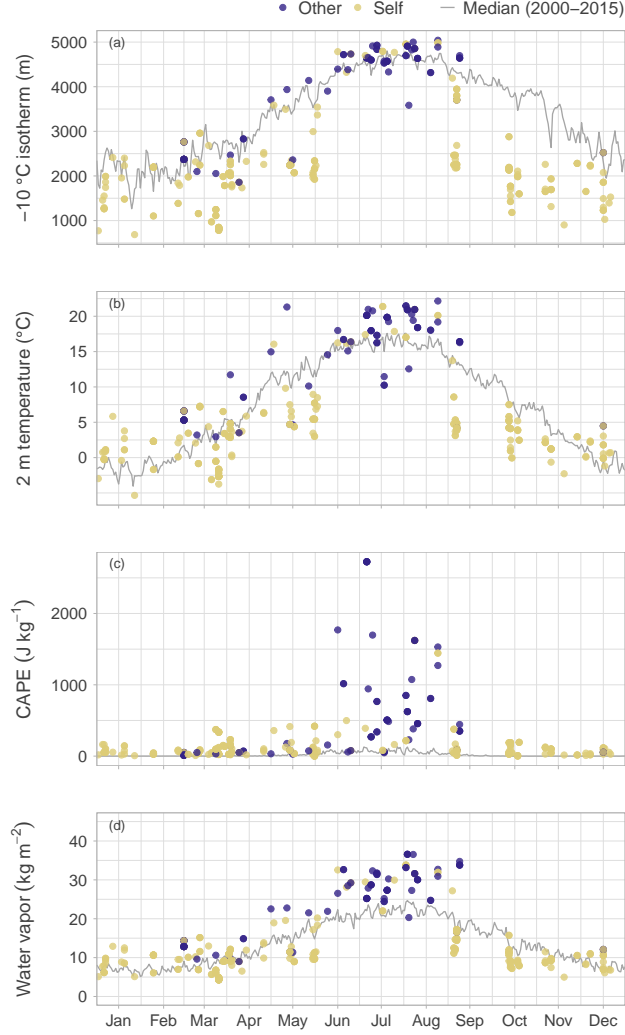 Other Self Median (2000–2015)
(a)
−10 °C isotherm (m)
5000
4000
3000
2000
1000
(b)
2 m temperature (°C)
20
15
10
5
0
(c)
CAPE (J kg−1)
2000
1000
0
(d)
Water vapor (kg m−2)
40
30
20
10
0
Jan Feb Mar Apr May Jun Jul Aug Sep Oct Nov Dec